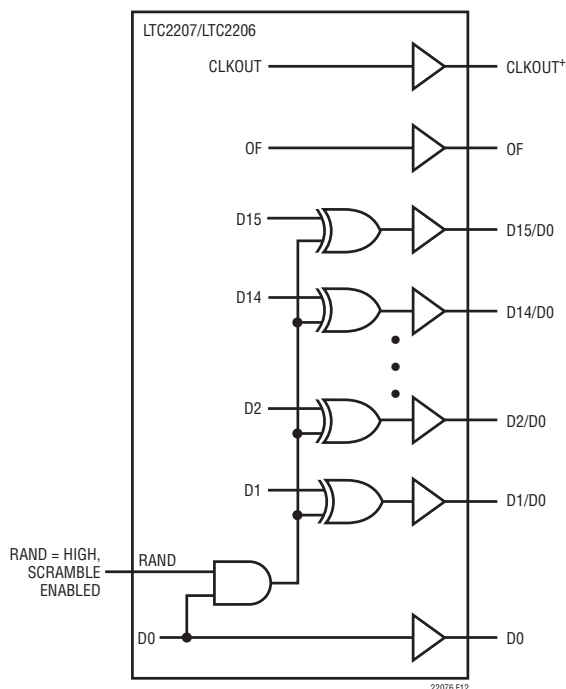 LTC2207/LTC2206
CLKOUT
CLKOUT+
OF
OF
D15
D15/D0
D14
D14/D0
D2
D2/D0
D1
D1/D0
RAND = HIGH,
SCRAMBLE
ENABLED
RAND
D0
D0
22076 F12